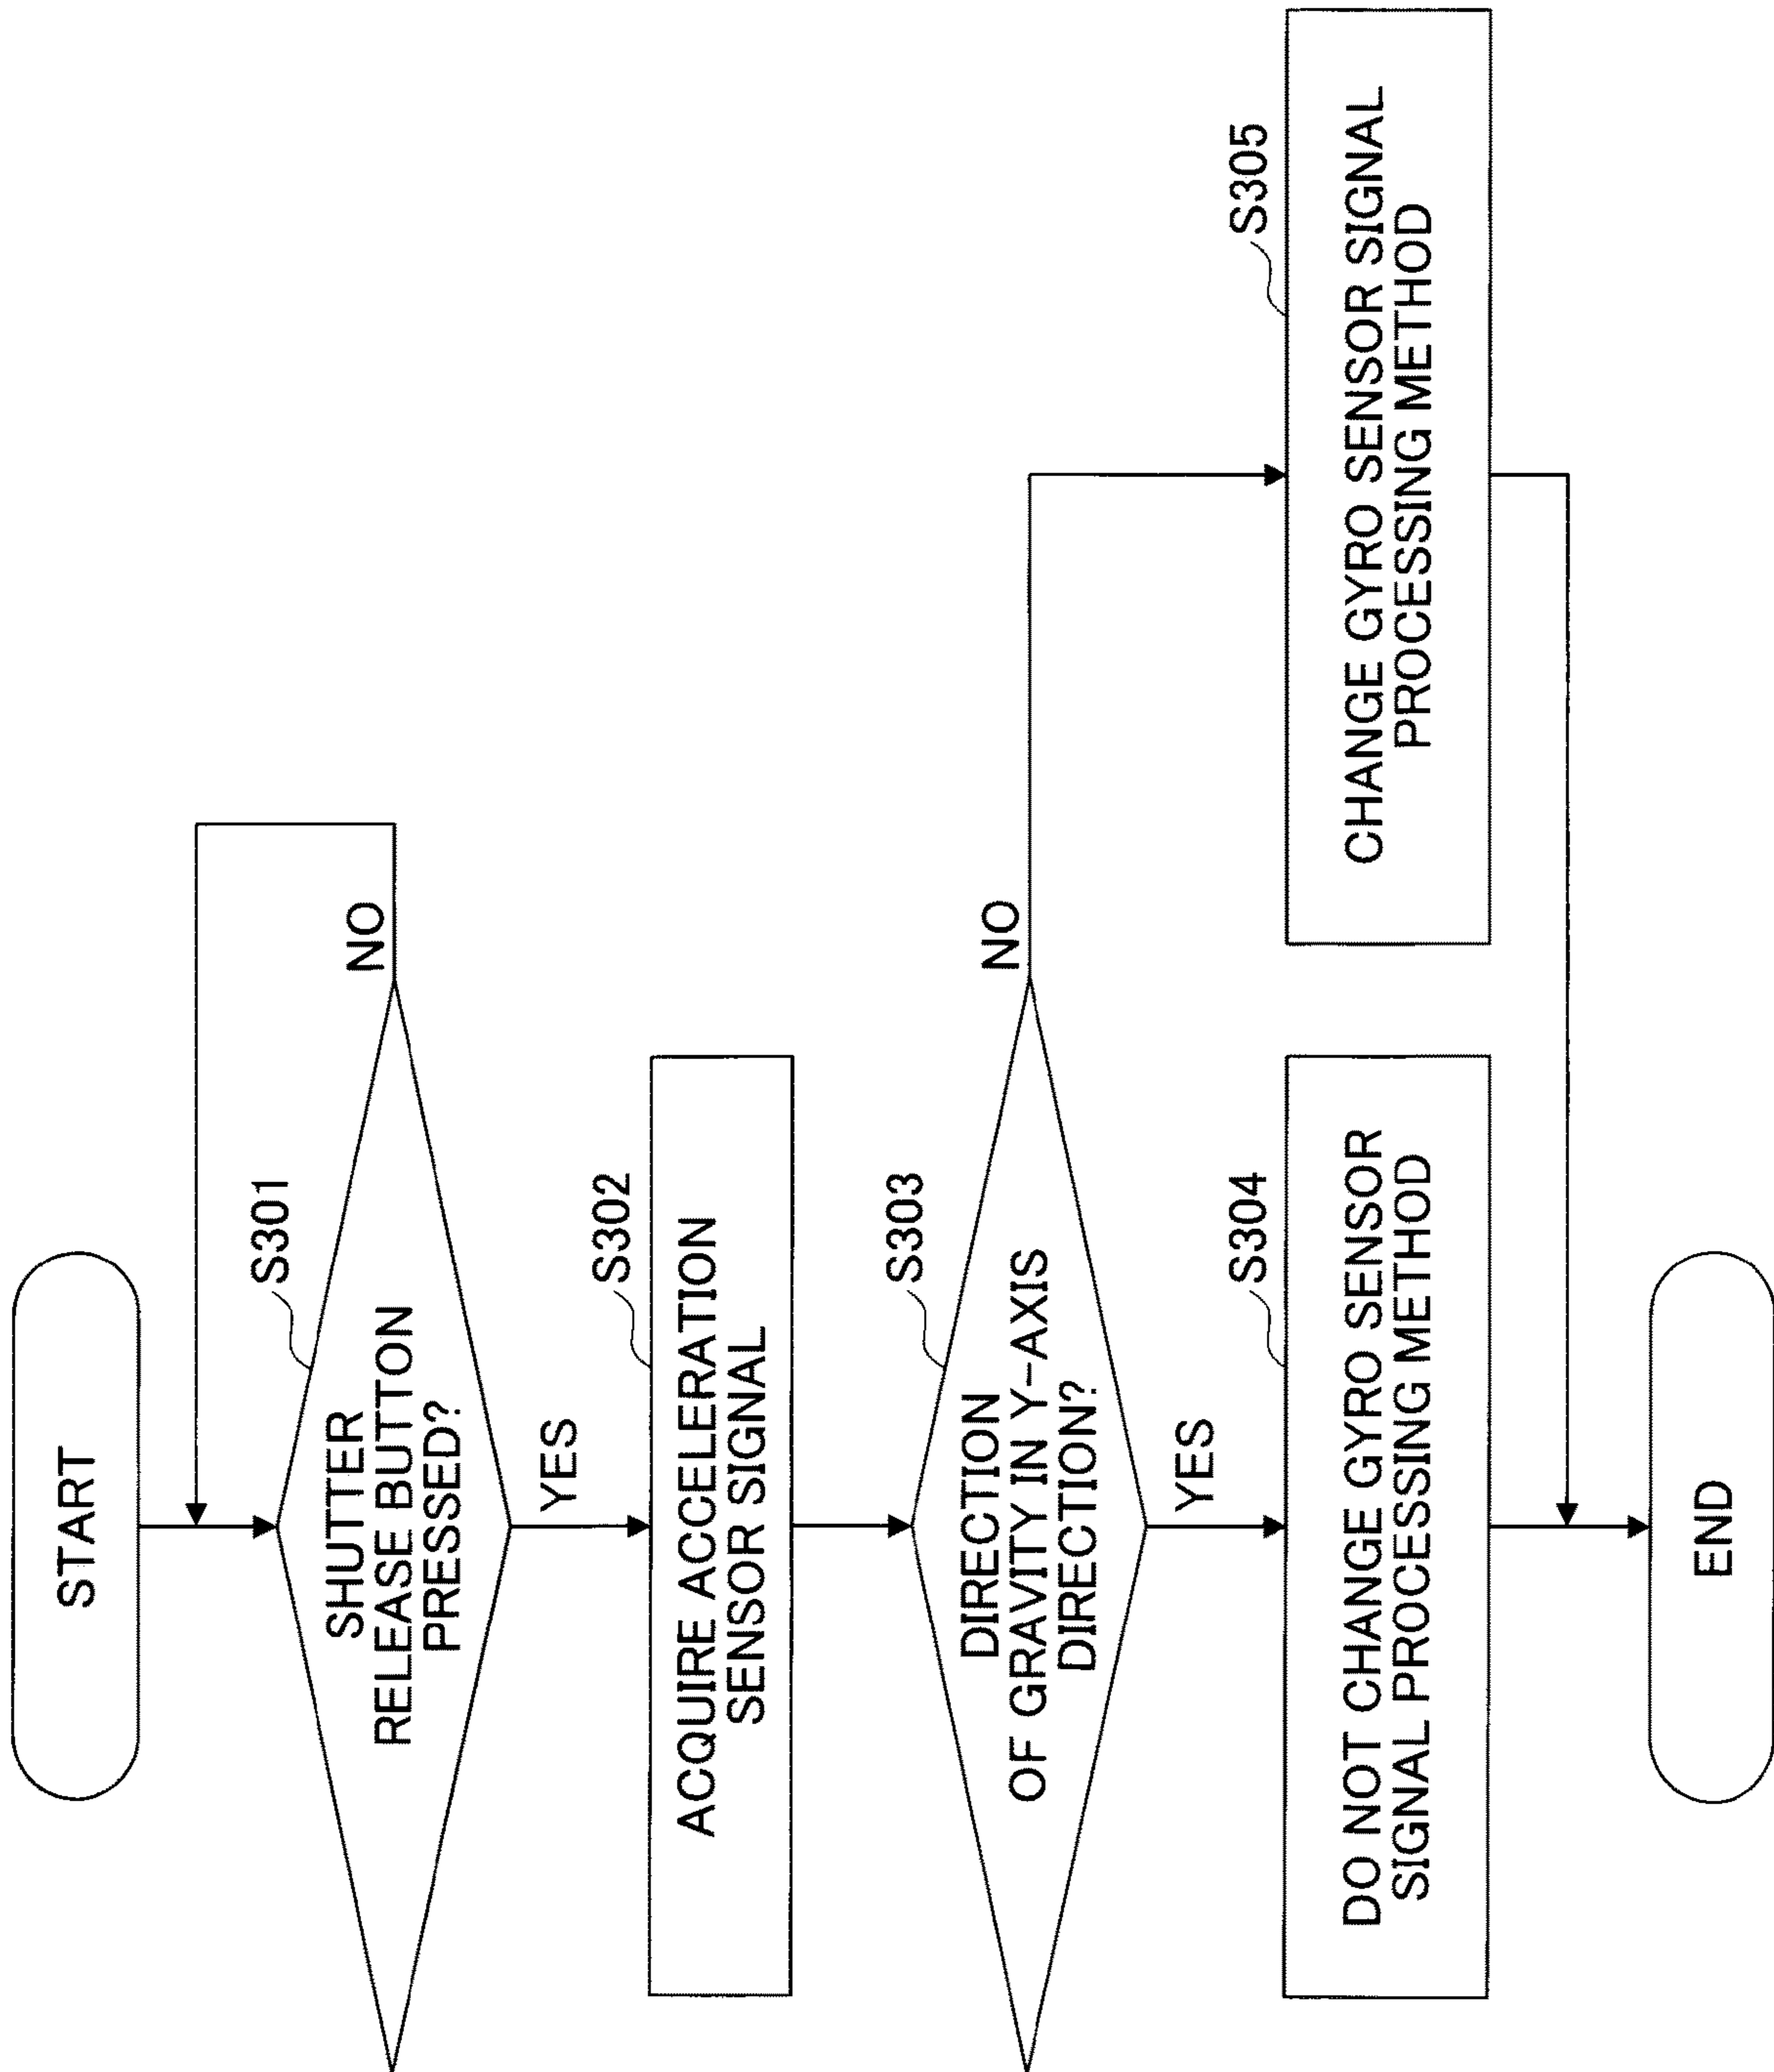 START
S301
SHUTTER
RELEASE BUTTON
PRESSED?
NO
YES
S302
ACQUIRE ACCELERATION
SENSOR SIGNAL
S303
DIRECTION
OF GRAVITY IN Y-AXIS
DIRECTION?
NO
YES
S304
DO NOT CHANGE GYRO SENSOR
SIGNAL PROCESSING METHOD
S305
CHANGE GYRO SENSOR SIGNAL
PROCESSING METHOD
END